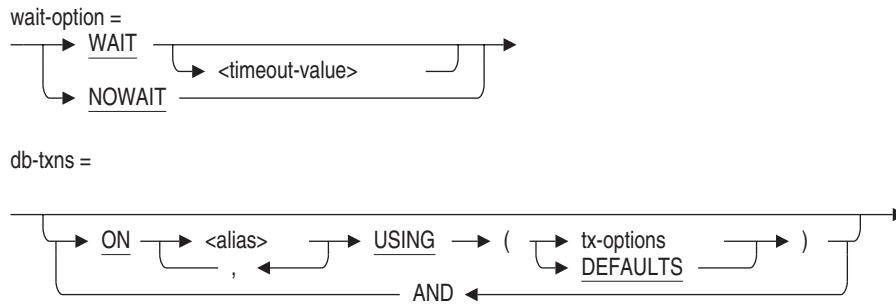 wait-option =
WAIT
<timeout-value>
NOWAIT
db-txns =
ON <alias> USING ( tx-options )
, DEFAULTS
AND